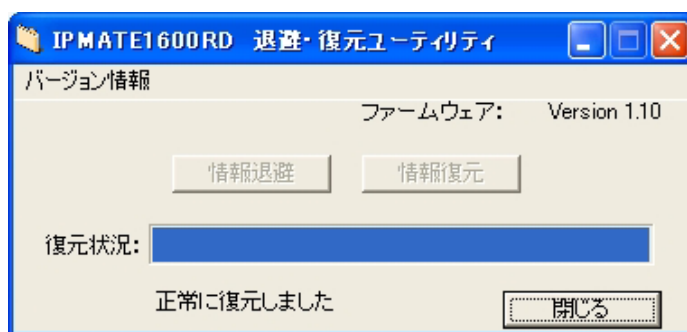 IPMATE1600RD 退避・復元ユーティリティ
バージョン情報
ファームウェア: Version 1.10
情報退避 情報復元
復元状況:
正常に復元しました
閉じる